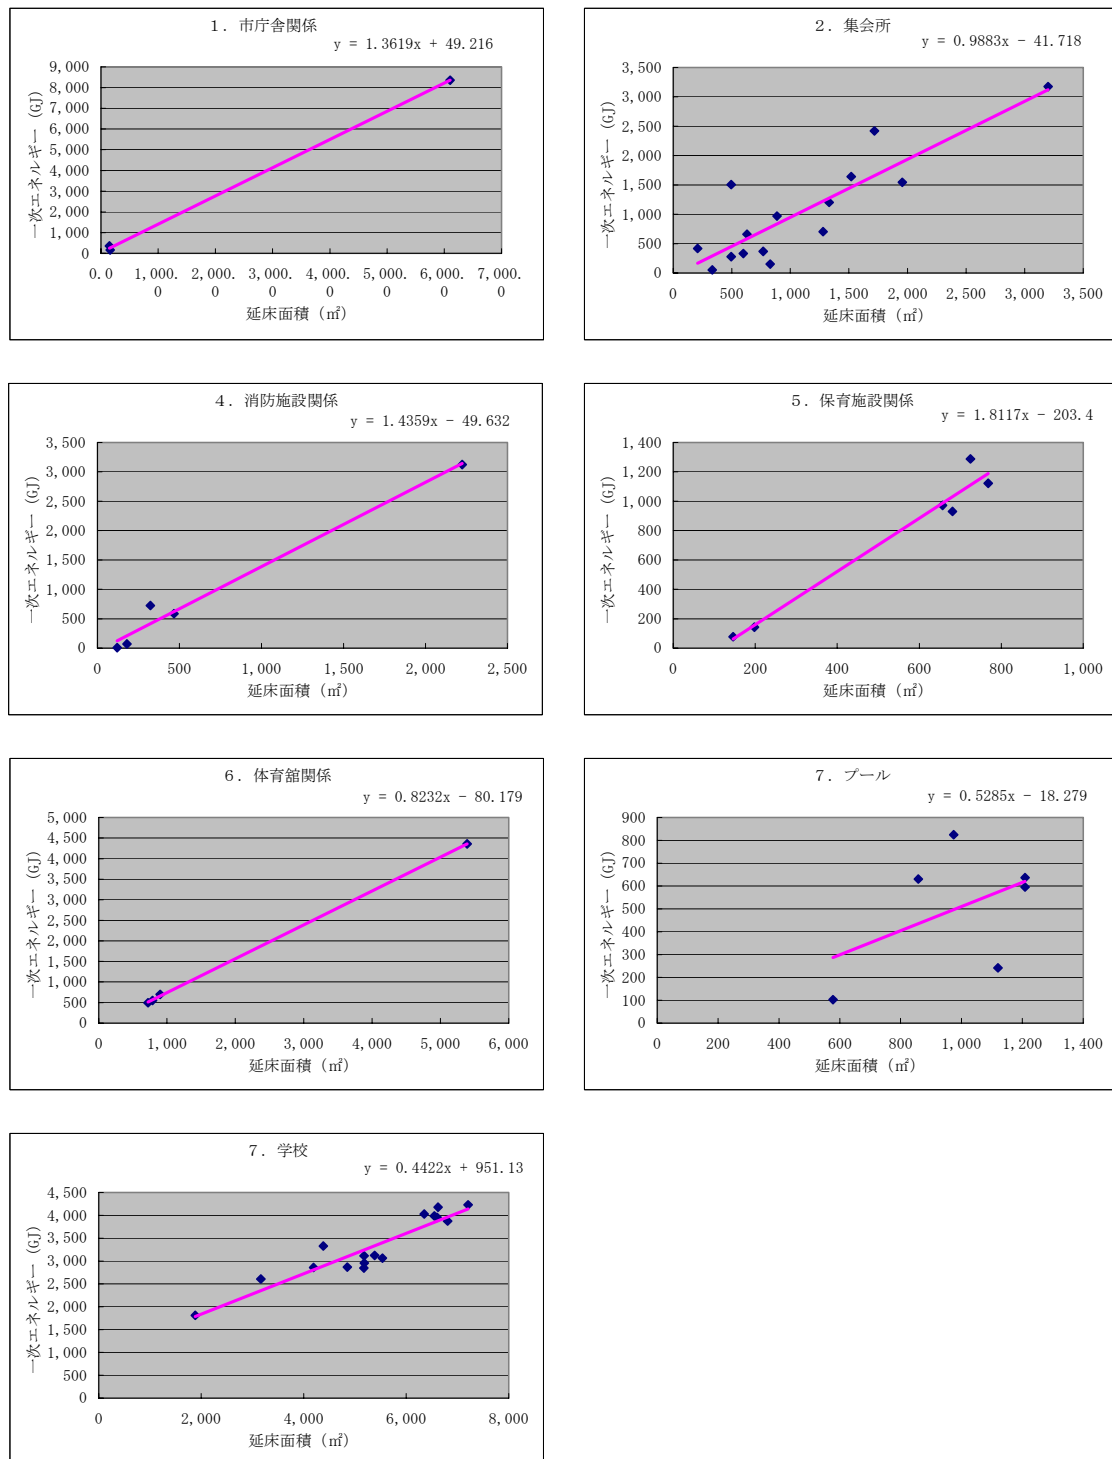 1. 市庁舎関係
y = 1.3619x + 49.216
9,000
8,000
7,000
6,000
5,000
4,000
3,000
2,000
1,000
0
0.0 1,000.0 2,000.0 3,000.0 4,000.0 5,000.0 6,000.0 7,000.0
一次エネルギー (GJ)
延床面積 (㎡)
2. 集会所
y = 0.9883x - 41.718
3,500
3,000
2,500
2,000
1,500
1,000
500
0
0 500 1,000 1,500 2,000 2,500 3,000 3,500
一次エネルギー (GJ)
延床面積 (㎡)
4. 消防施設関係
y = 1.4359x - 49.632
3,500
3,000
2,500
2,000
1,500
1,000
500
0
0 500 1,000 1,500 2,000 2,500
一次エネルギー (GJ)
延床面積 (㎡)
5. 保育施設関係
y = 1.8117x - 203.4
1,400
1,200
1,000
800
600
400
200
0
0 200 400 600 800 1,000
一次エネルギー (GJ)
延床面積 (㎡)
6. 体育舘関係
y = 0.8232x - 80.179
5,000
4,500
4,000
3,500
3,000
2,500
2,000
1,500
1,000
500
0
0 1,000 2,000 3,000 4,000 5,000 6,000
一次エネルギー (GJ)
延床面積 (㎡)
7. プール
y = 0.5285x - 18.279
900
800
700
600
500
400
300
200
100
0
0 200 400 600 800 1,000 1,200 1,400
一次エネルギー (GJ)
延床面積 (㎡)
7. 学校
y = 0.4422x + 951.13
4,500
4,000
3,500
3,000
2,500
2,000
1,500
1,000
500
0
0 2,000 4,000 6,000 8,000
一次エネルギー (GJ)
延床面積 (㎡)